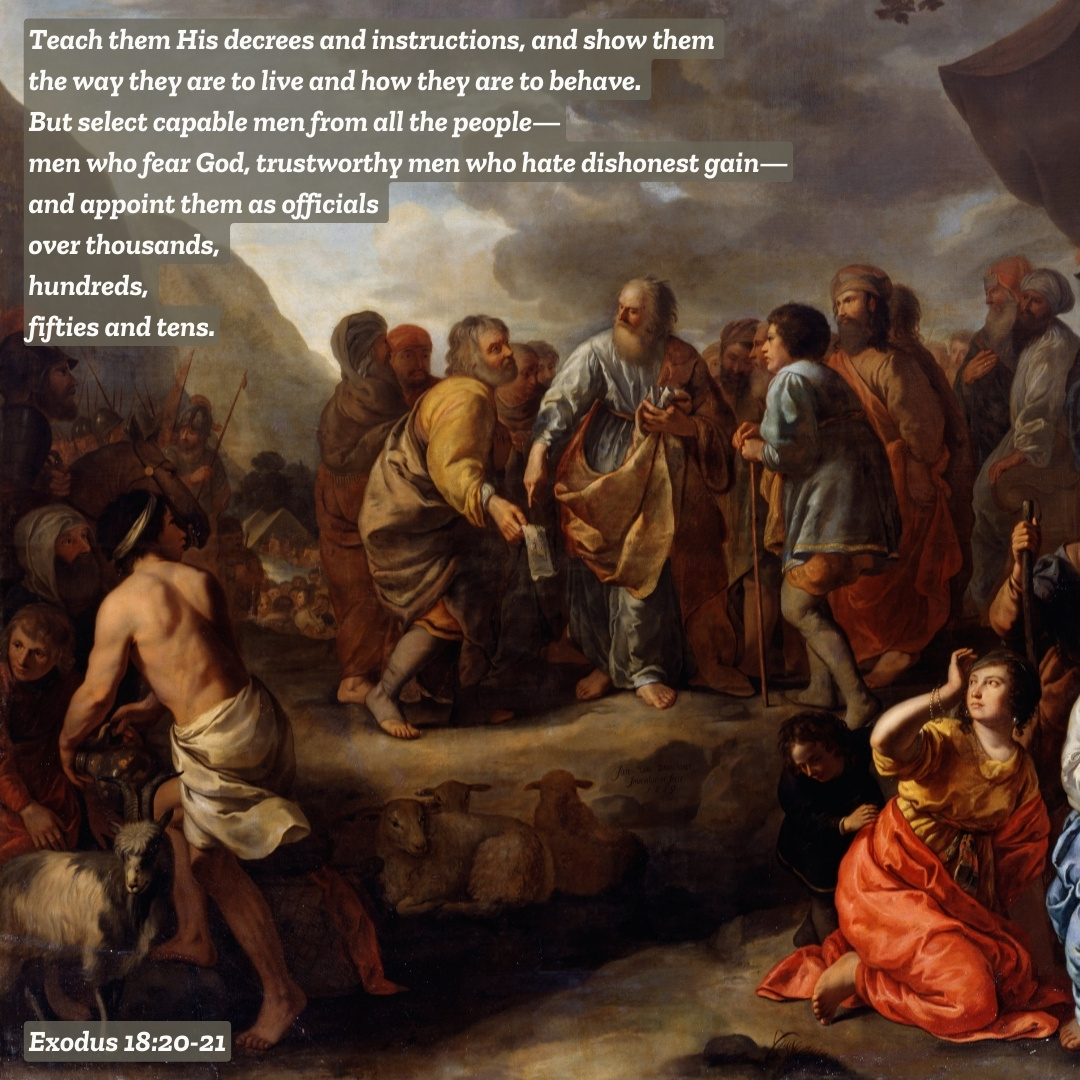 Teach them His decrees and instructions, and show them
the way they are to live and how they are to behave.
But select capable men from all the people—
men who fear God, trustworthy men who hate dishonest gain—
and appoint them as officials
over thousands,
hundreds,
fifties and tens.
Exodus 18:20-21